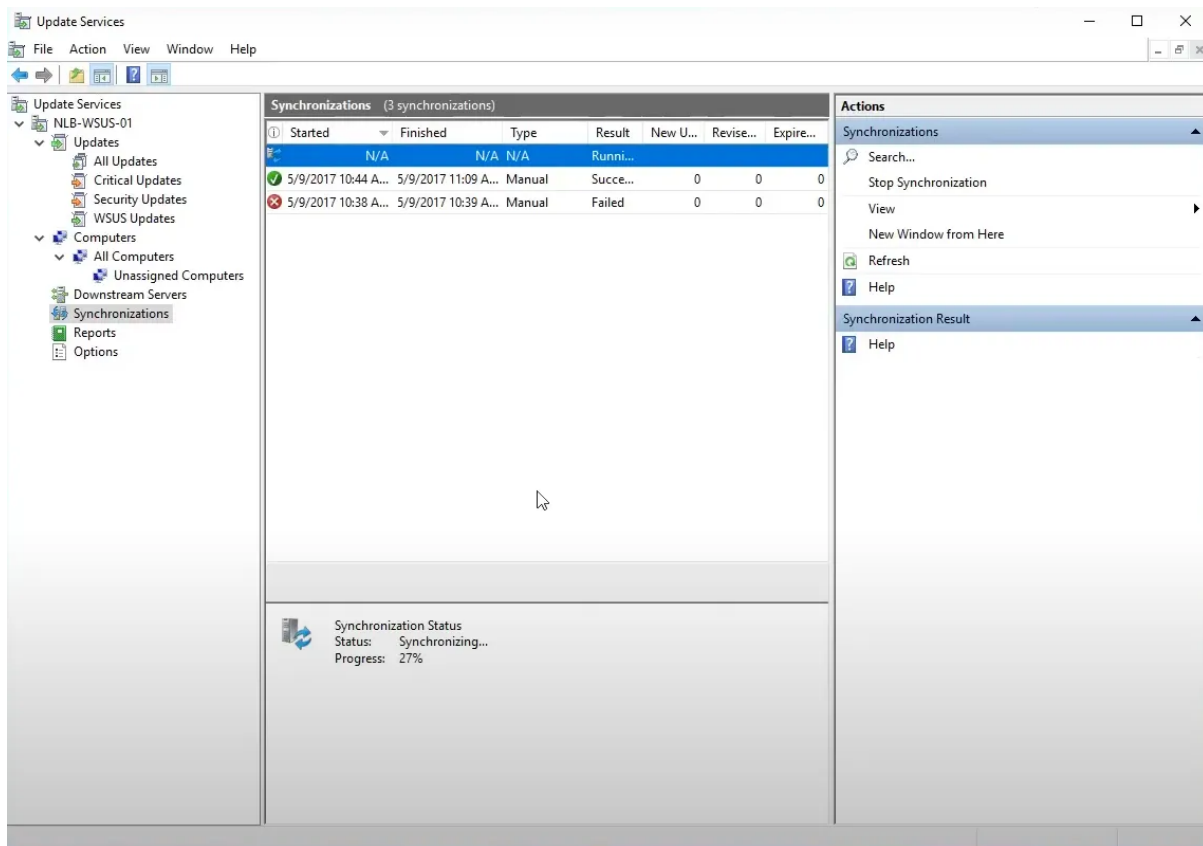 Update Services
File Action View Window Help
Update Services
NLB-WSUS-01
Updates
All Updates
Critical Updates
Security Updates
WSUS Updates
Computers
All Computers
Unassigned Computers
Downstream Servers
Synchronizations
Reports
Options
Synchronizations (3 synchronizations)
Started Finished Type Result New U... Revise... Expire...
N/A N/A N/A Runni...
5/9/2017 10:44 A... 5/9/2017 11:09 A... Manual Succe... 0 0 0
5/9/2017 10:38 A... 5/9/2017 10:39 A... Manual Failed 0 0 0
Synchronization Status
Status: Synchronizing...
Progress: 27%
Actions
Synchronizations
Search...
Stop Synchronization
View
New Window from Here
Refresh
Help
Synchronization Result
Help